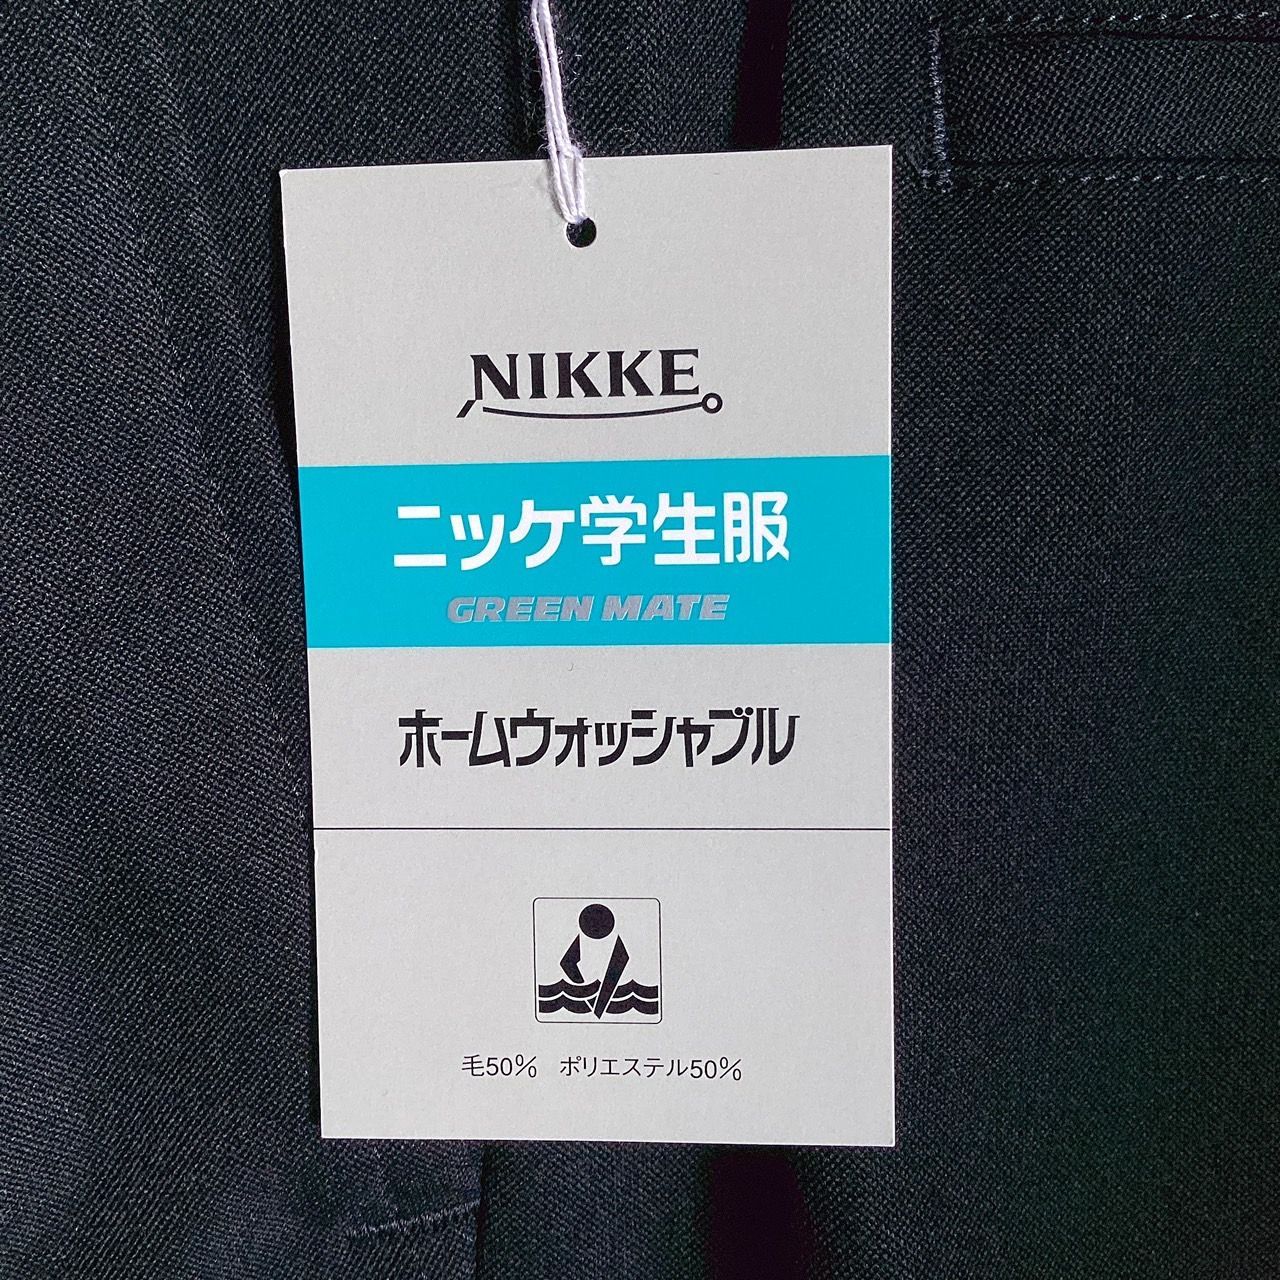 NIKKE
ニッケ学生服
GREEN MATE
ホームウォッシャブル
毛50% ポリエステル50%